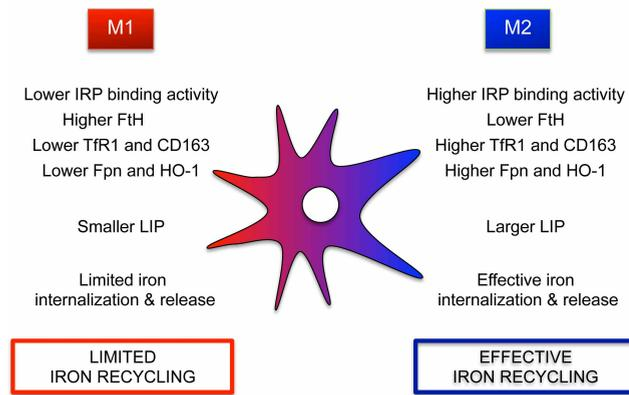 M1
Lower IRP binding activity
Higher FtH
Lower TfR1 and CD163
Lower Fpn and HO-1
Smaller LIP
Limited iron
internalization & release
LIMITED
IRON RECYCLING
M2
Higher IRP binding activity
Lower FtH
Higher TfR1 and CD163
Higher Fpn and HO-1
Larger LIP
Effective iron
internalization & release
EFFECTIVE
IRON RECYCLING